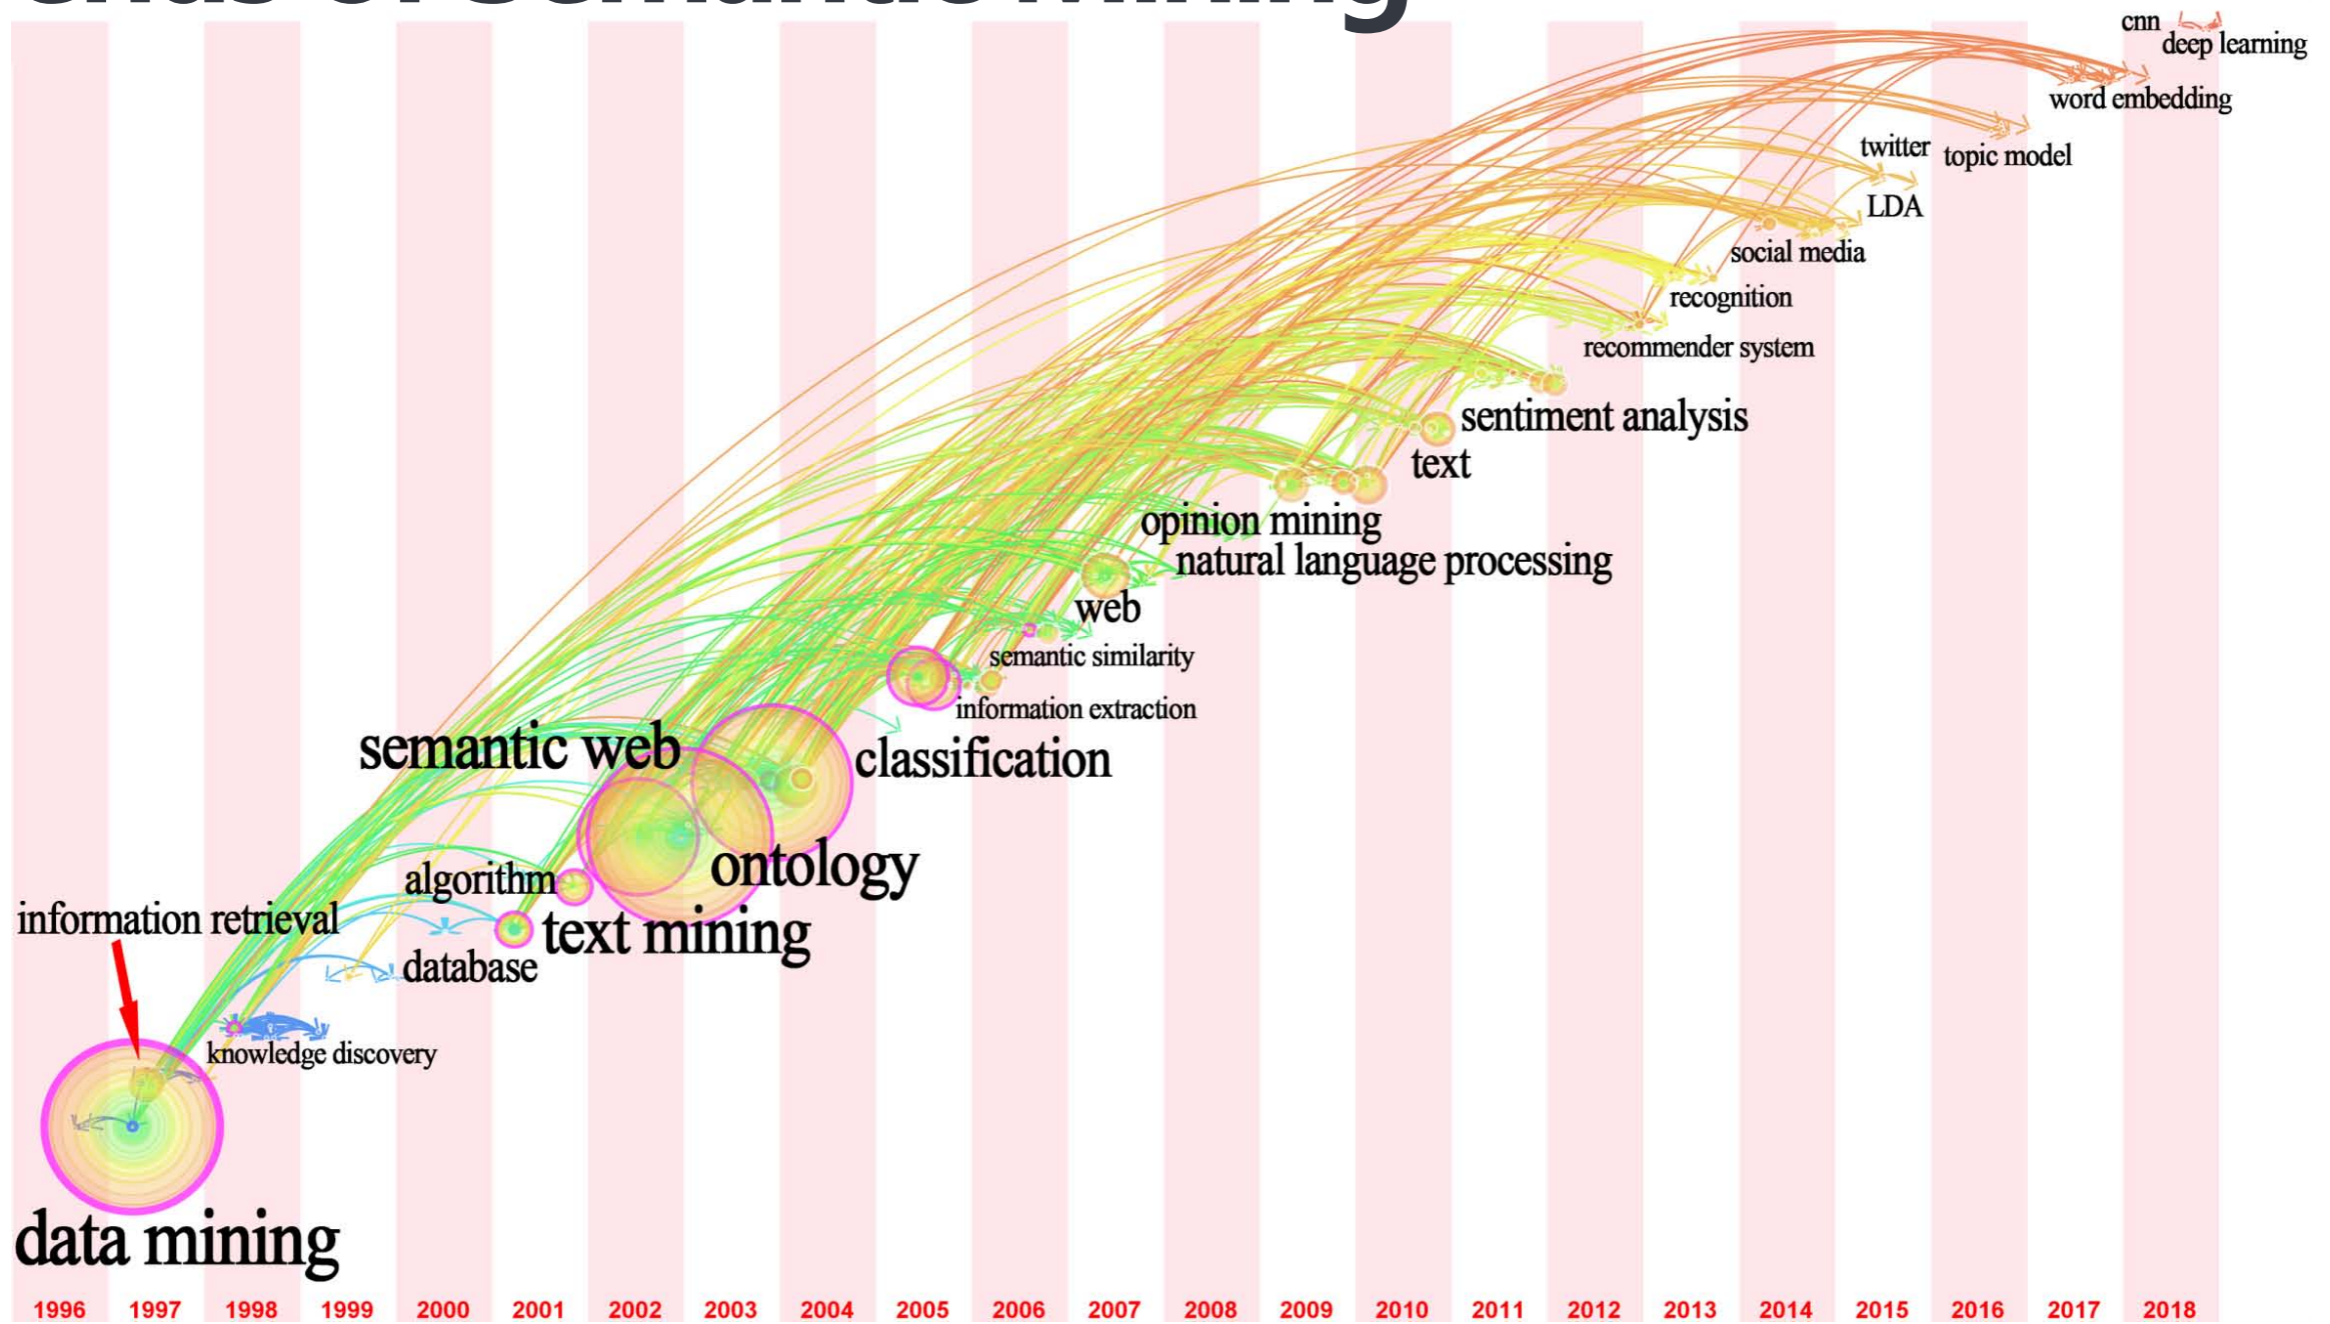 cnn
deep learning
word embedding
twitter topic model
LDA
social media
recognition
recommender system
sentiment analysis
text
opinion mining
natural language processing
web
semantic similarity
information extraction
semantic web
classification
ontology
algorithm
information retrieval
text mining
database
knowledge discovery
data mining
1996 1997 1998 1999 2000 2001 2002 2003 2004 2005 2006 2007 2008 2009 2010 2011 2012 2013 2014 2015 2016 2017 2018